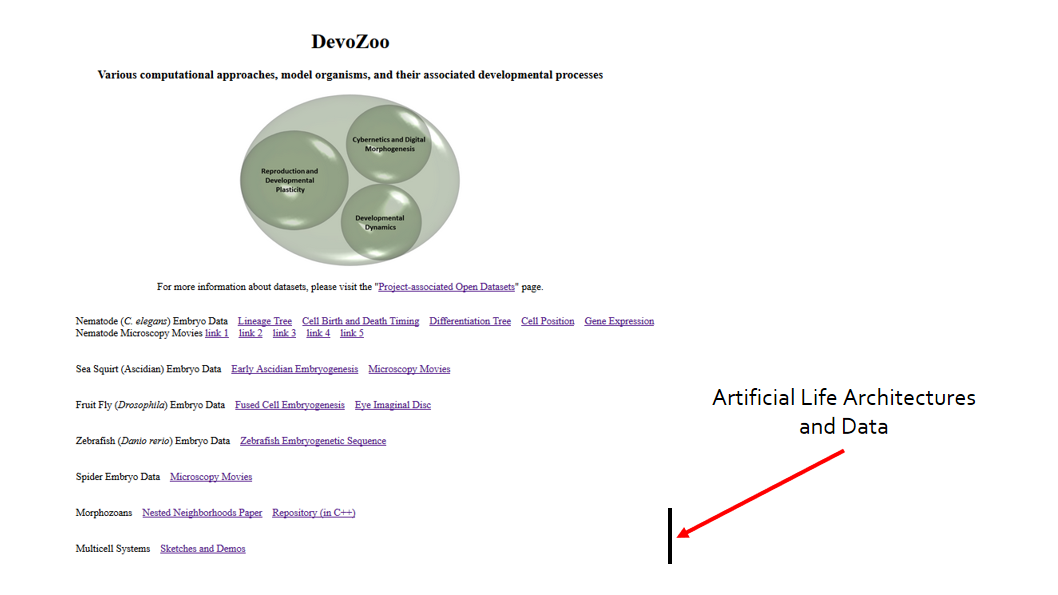 DevoZoo
Various computational approaches, model organisms, and their associated developmental processes
Cybernetics and Digital
Morphogenesis
Reproduction and
Developmental
Plasticity
Developmental
Dynamics
For more information about datasets, please visit the "Project-associated Open Datasets" page.
Nematode (C. elegans) Embryo Data Lineage Tree Cell Birth and Death Timing Differentiation Tree Cell Position Gene Expression
Nematode Microscopy Movies link 1 link 2 link 3 link 4 link 5
Sea Squirt (Ascidian) Embryo Data Early Ascidian Embryogenesis Microscopy Movies
Fruit Fly (Drosophila) Embryo Data Fused Cell Embryogenesis Eye Imaginal Disc
Zebrafish (Danio rerio) Embryo Data Zebrafish Embryogenetic Sequence
Spider Embryo Data Microscopy Movies
Morphozoans Nested Neighborhoods Paper Repository (in C++)
Multicell Systems Sketches and Demos
Artificial Life Architectures
and Data